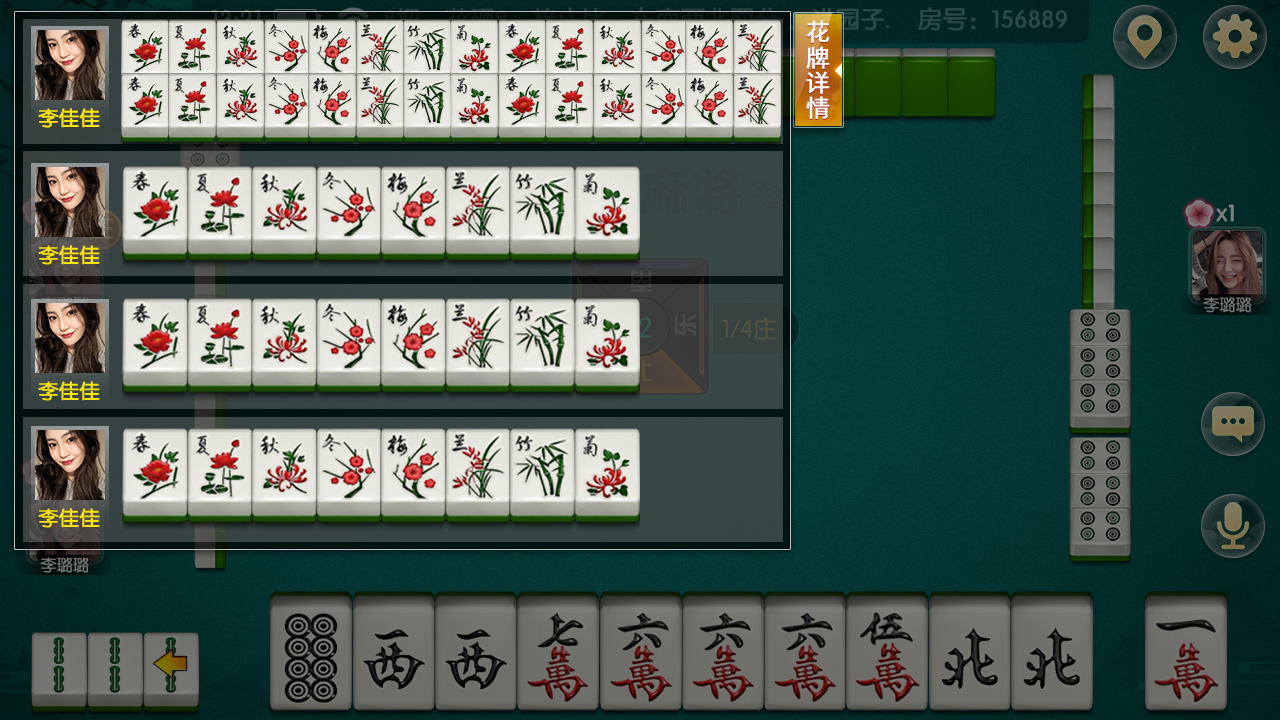 房号：156889
花牌详情
李佳佳
春 夏 秋 冬 梅 兰 竹 菊 春 夏 秋 冬 梅 兰
春 夏 秋 冬 梅 兰 竹 菊 春 夏 秋 冬 梅 兰
李佳佳
春 夏 秋 冬 梅 兰 竹 菊
x1
李璐璐
李佳佳
春 夏 秋 冬 梅 兰 竹 菊
2
1/4庄
李佳佳
春 夏 秋 冬 梅 兰 竹 菊
李璐璐
西 西 七萬 六萬 六萬 六萬 伍萬 北 北 一萬